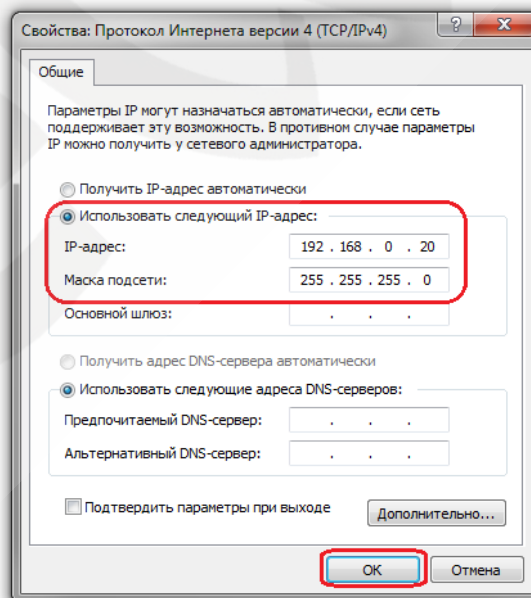 Свойства: Протокол Интернета версии 4 (TCP/IPv4)
Общие
Параметры IP могут назначаться автоматически, если сеть
поддерживает эту возможность. В противном случае параметры
IP можно получить у сетевого администратора.
Получить IP-адрес автоматически
Использовать следующий IP-адрес:
IP-адрес: 192 . 168 . 0 . 20
Маска подсети: 255 . 255 . 255 . 0
Основной шлюз: . . .
Получить адрес DNS-сервера автоматически
Использовать следующие адреса DNS-серверов:
Предпочитаемый DNS-сервер: . . .
Альтернативный DNS-сервер: . . .
Подтвердить параметры при выходе
Дополнительно...
OK Отмена